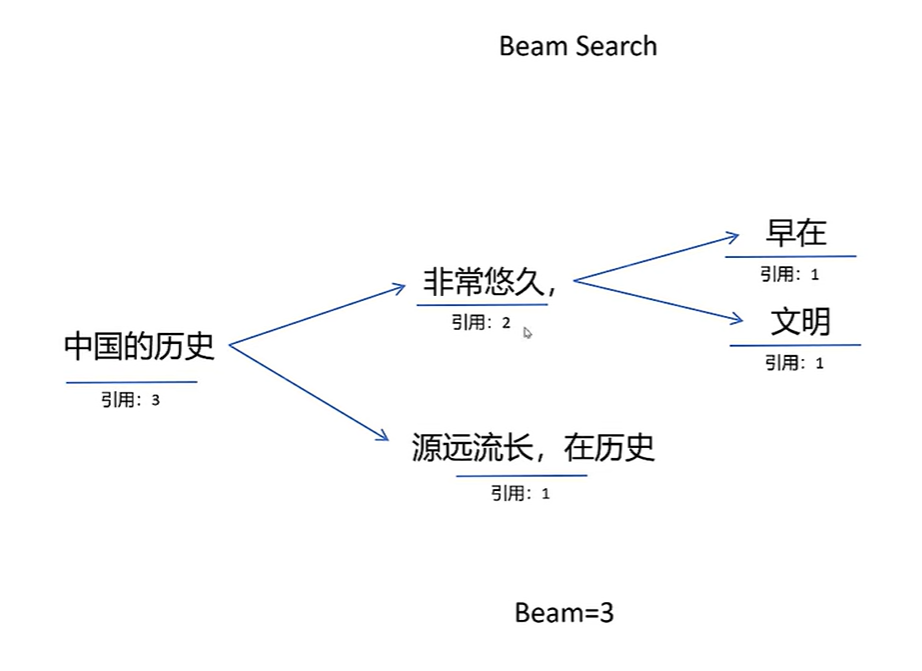 Beam Search
早在
引用：1
非常悠久，
引用：2
文明
引用：1
中国的历史
引用：3
源远流长，在历史
引用：1
Beam=3